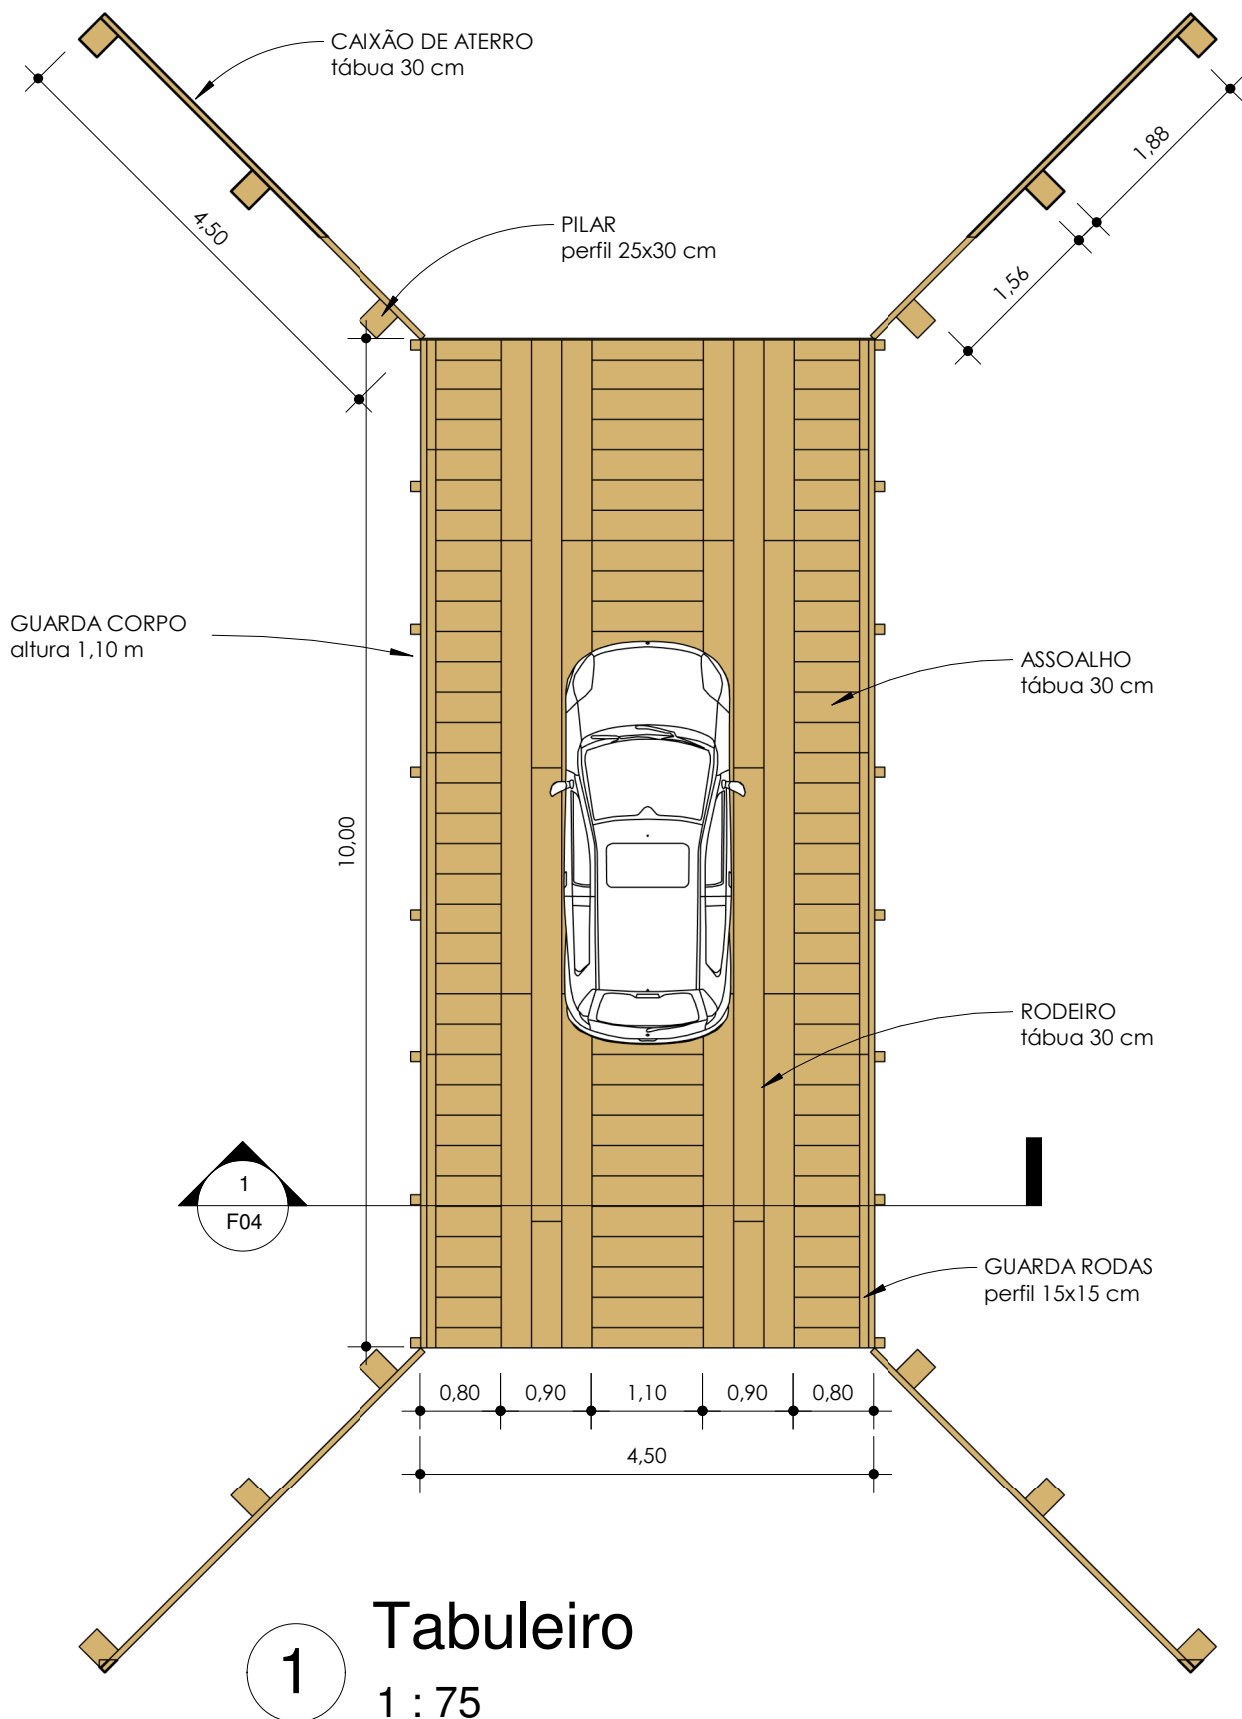 CAIXÃO DE ATERRO
tábua 30 cm
1,88
4,50
PILAR
perfil 25x30 cm
1,56
GUARDA CORPO
altura 1,10 m
ASSOALHO
tábua 30 cm
10,00
RODEIRO
tábua 30 cm
1
F04
GUARDA RODAS
perfil 15x15 cm
0,80
0,90
1,10
0,90
0,80
4,50
1
Tabuleiro
1 : 75